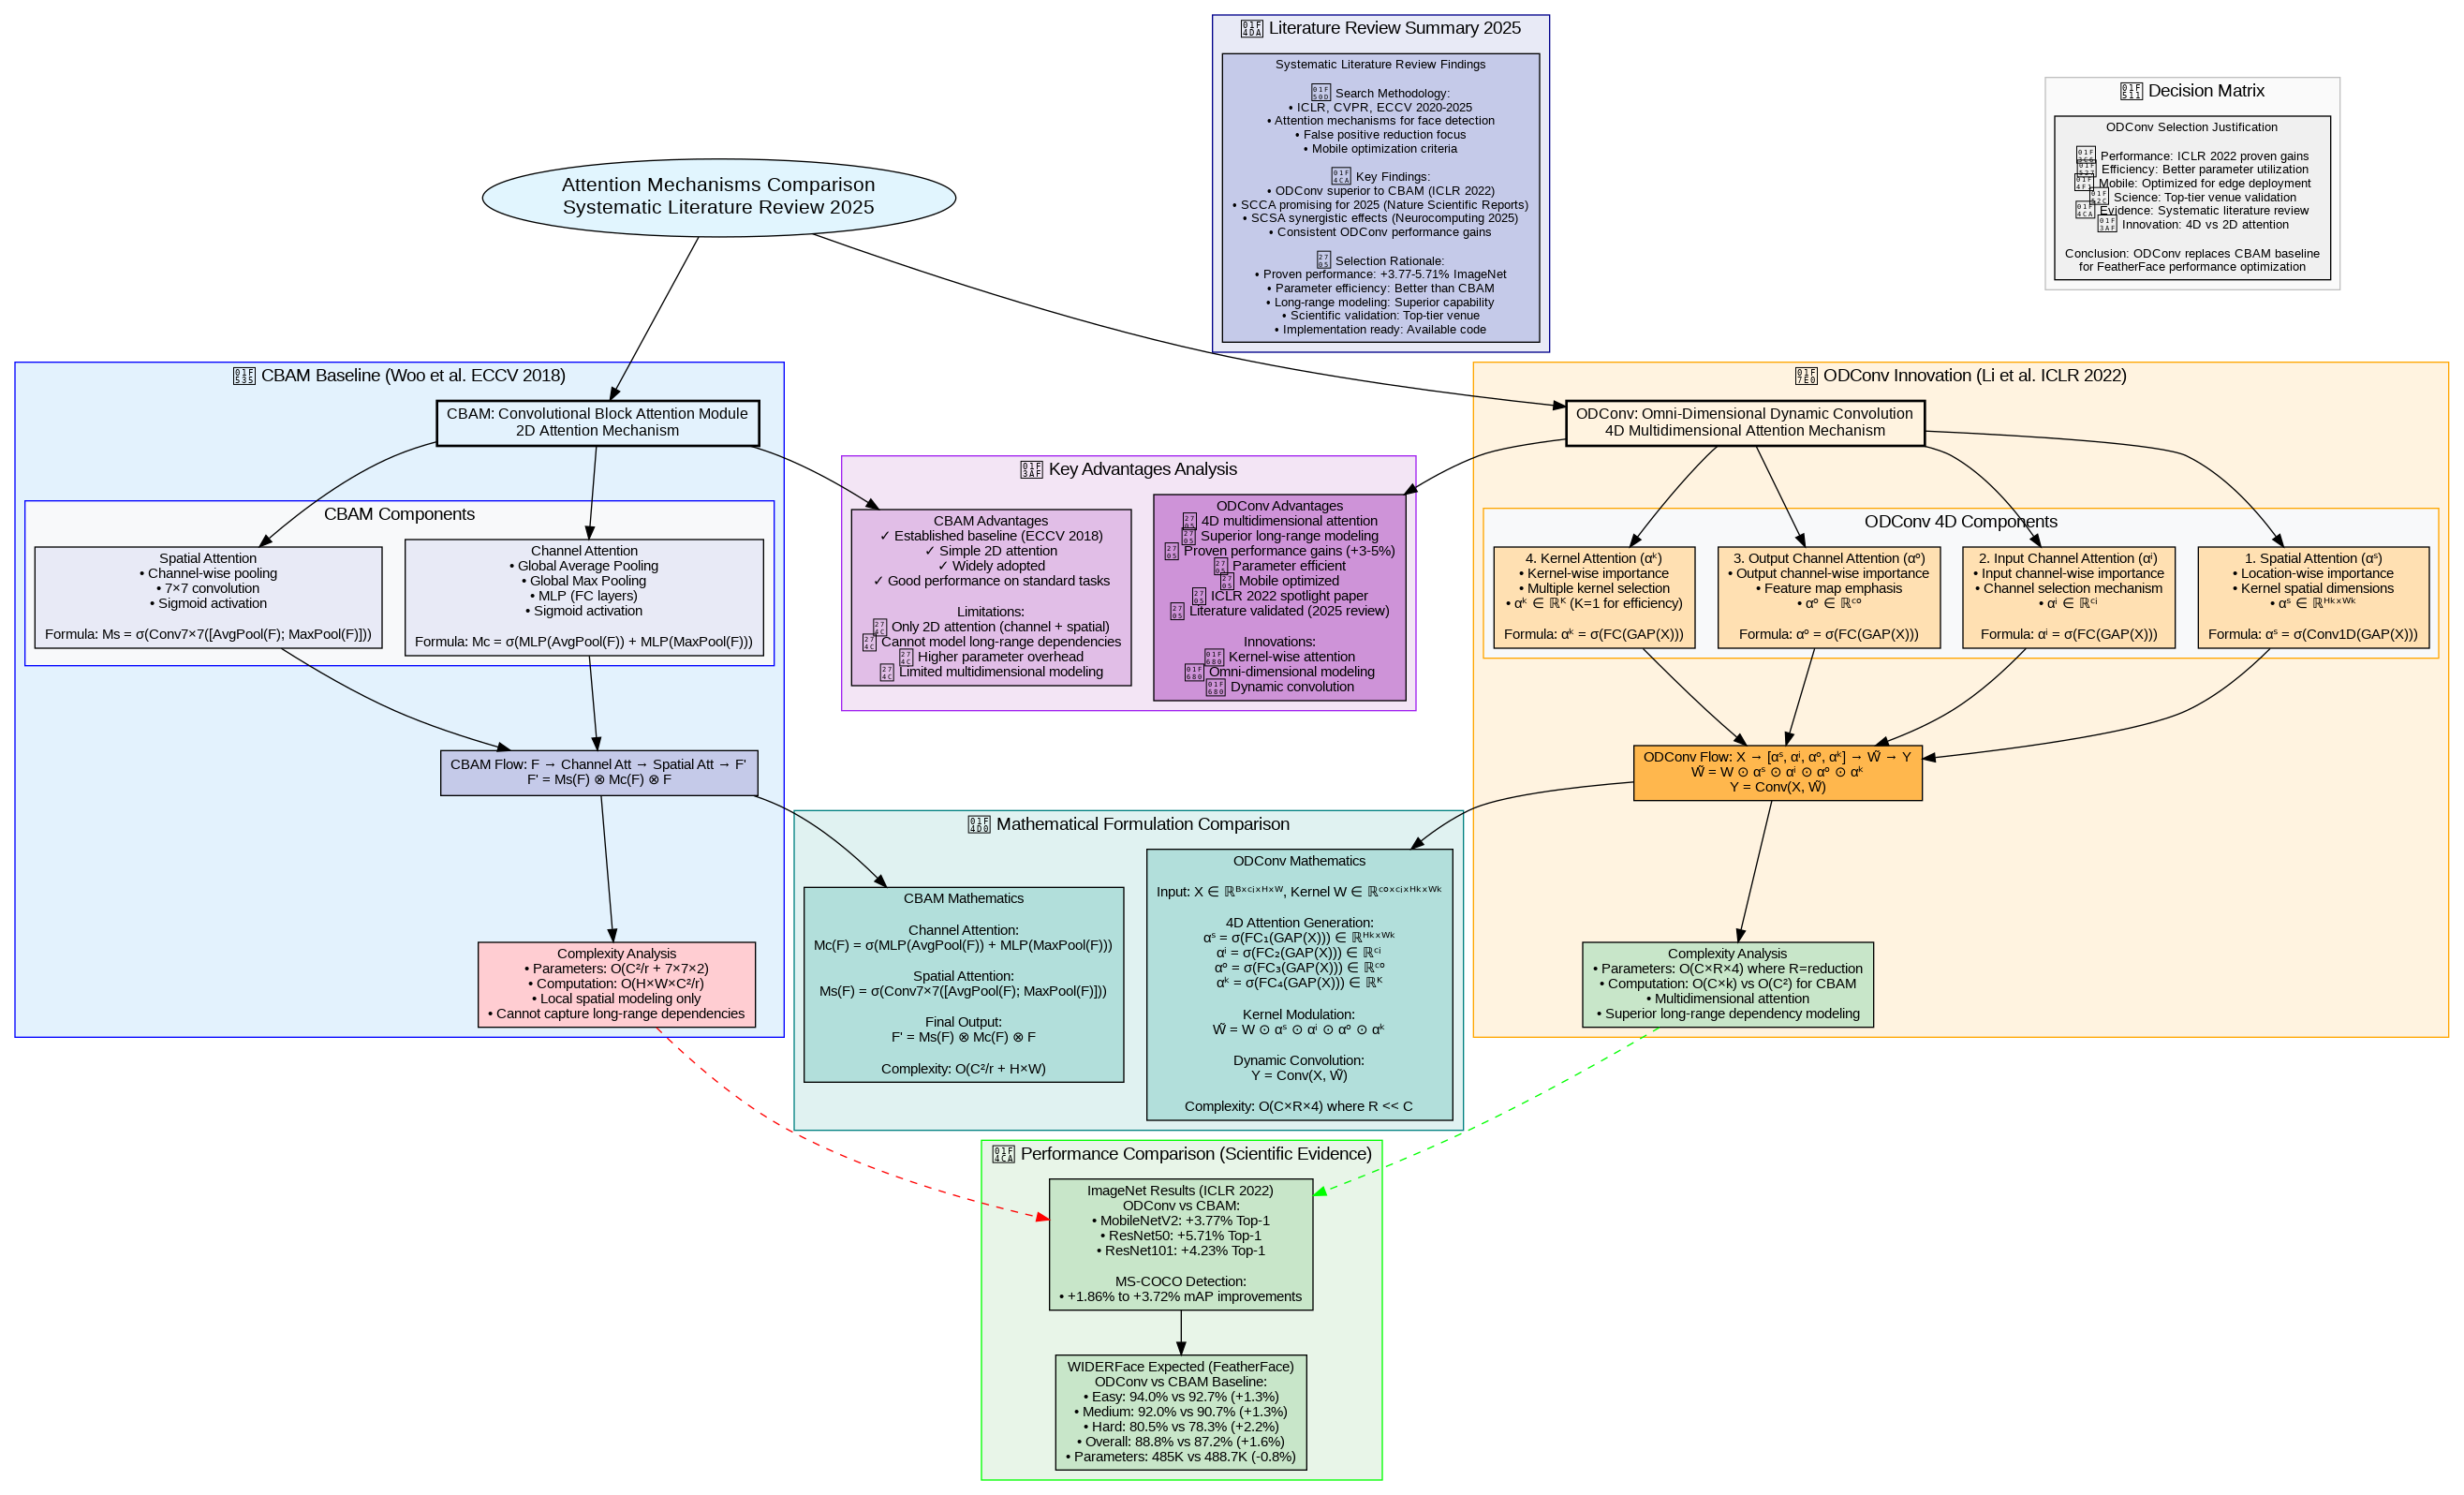 Literature Review Summary 2025
Systematic Literature Review Findings
Search Methodology:
• ICLR, CVPR, ECCV 2020-2025
• Attention mechanisms for face detection
• False positive reduction focus
• Mobile optimization criteria
Key Findings:
• ODConv superior to CBAM (ICLR 2022)
• SCCA promising for 2025 (Nature Scientific Reports)
• SCSA synergistic effects (Neurocomputing 2025)
• Consistent ODConv performance gains
Selection Rationale:
• Proven performance: +3.77-5.71% ImageNet
• Parameter efficiency: Better than CBAM
• Long-range modeling: Superior capability
• Scientific validation: Top-tier venue
• Implementation ready: Available code
Decision Matrix
ODConv Selection Justification
Performance: ICLR 2022 proven gains
Efficiency: Better parameter utilization
Mobile: Optimized for edge deployment
Science: Top-tier venue validation
Evidence: Systematic literature review
Innovation: 4D vs 2D attention
Conclusion: ODConv replaces CBAM baseline
for FeatherFace performance optimization
Attention Mechanisms Comparison
Systematic Literature Review 2025
CBAM Baseline (Woo et al. ECCV 2018)
CBAM: Convolutional Block Attention Module
2D Attention Mechanism
CBAM Components
Spatial Attention
• Channel-wise pooling
• 7×7 convolution
• Sigmoid activation
Formula: Ms = σ(Conv7×7([AvgPool(F); MaxPool(F)]))
Channel Attention
• Global Average Pooling
• Global Max Pooling
• MLP (FC layers)
• Sigmoid activation
Formula: Mc = σ(MLP(AvgPool(F)) + MLP(MaxPool(F)))
CBAM Flow: F → Channel Att → Spatial Att → F'
F' = Ms(F) ⊗ Mc(F) ⊗ F
Complexity Analysis
• Parameters: O(C²/r + 7×7×2)
• Computation: O(H×W×C²/r)
• Local spatial modeling only
• Cannot capture long-range dependencies
Key Advantages Analysis
CBAM Advantages
✓ Established baseline (ECCV 2018)
✓ Simple 2D attention
✓ Widely adopted
✓ Good performance on standard tasks
Limitations:
Only 2D attention (channel + spatial)
Cannot model long-range dependencies
Higher parameter overhead
Limited multidimensional modeling
ODConv Advantages
4D multidimensional attention
Superior long-range modeling
Proven performance gains (+3-5%)
Parameter efficient
Mobile optimized
ICLR 2022 spotlight paper
Literature validated (2025 review)
Innovations:
Kernel-wise attention
Omni-dimensional modeling
Dynamic convolution
ODConv Innovation (Li et al. ICLR 2022)
ODConv: Omni-Dimensional Dynamic Convolution
4D Multidimensional Attention Mechanism
ODConv 4D Components
4. Kernel Attention (αᵏ)
• Kernel-wise importance
• Multiple kernel selection
• αᵏ ∈ ℝᴷ (K=1 for efficiency)
Formula: αᵏ = σ(FC(GAP(X)))
3. Output Channel Attention (αᵒ)
• Output channel-wise importance
• Feature map emphasis
• αᵒ ∈ ℝᶜᵒ
Formula: αᵒ = σ(FC(GAP(X)))
2. Input Channel Attention (αⁱ)
• Input channel-wise importance
• Channel selection mechanism
• αⁱ ∈ ℝᶜⁱ
Formula: αⁱ = σ(FC(GAP(X)))
1. Spatial Attention (αˢ)
• Location-wise importance
• Kernel spatial dimensions
• αˢ ∈ ℝᴴᵏˣᵂᵏ
Formula: αˢ = σ(Conv1D(GAP(X)))
ODConv Flow: X → [αˢ, αⁱ, αᵒ, αᵏ] → W̃ → Y
W̃ = W ⊙ αˢ ⊙ αⁱ ⊙ αᵒ ⊙ αᵏ
Y = Conv(X, W̃)
Complexity Analysis
• Parameters: O(C×R×4) where R=reduction
• Computation: O(C×k) vs O(C²) for CBAM
• Multidimensional attention
• Superior long-range dependency modeling
Mathematical Formulation Comparison
CBAM Mathematics
Channel Attention:
Mc(F) = σ(MLP(AvgPool(F)) + MLP(MaxPool(F)))
Spatial Attention:
Ms(F) = σ(Conv7×7([AvgPool(F); MaxPool(F)]))
Final Output:
F' = Ms(F) ⊗ Mc(F) ⊗ F
Complexity: O(C²/r + H×W)
ODConv Mathematics
Input: X ∈ ℝᴮˣᶜⁱˣᴴˣᵂ, Kernel W ∈ ℝᶜᵒˣᶜⁱˣᴴᵏˣᵂᵏ
4D Attention Generation:
αˢ = σ(FC₁(GAP(X))) ∈ ℝᴴᵏˣᵂᵏ
αⁱ = σ(FC₂(GAP(X))) ∈ ℝᶜⁱ
αᵒ = σ(FC₃(GAP(X))) ∈ ℝᶜᵒ
αᵏ = σ(FC₄(GAP(X))) ∈ ℝᴷ
Kernel Modulation:
W̃ = W ⊙ αˢ ⊙ αⁱ ⊙ αᵒ ⊙ αᵏ
Dynamic Convolution:
Y = Conv(X, W̃)
Complexity: O(C×R×4) where R << C
Performance Comparison (Scientific Evidence)
ImageNet Results (ICLR 2022)
ODConv vs CBAM:
• MobileNetV2: +3.77% Top-1
• ResNet50: +5.71% Top-1
• ResNet101: +4.23% Top-1
MS-COCO Detection:
• +1.86% to +3.72% mAP improvements
WIDERFace Expected (FeatherFace)
ODConv vs CBAM Baseline:
• Easy: 94.0% vs 92.7% (+1.3%)
• Medium: 92.0% vs 90.7% (+1.3%)
• Hard: 80.5% vs 78.3% (+2.2%)
• Overall: 88.8% vs 87.2% (+1.6%)
• Parameters: 485K vs 488.7K (-0.8%)